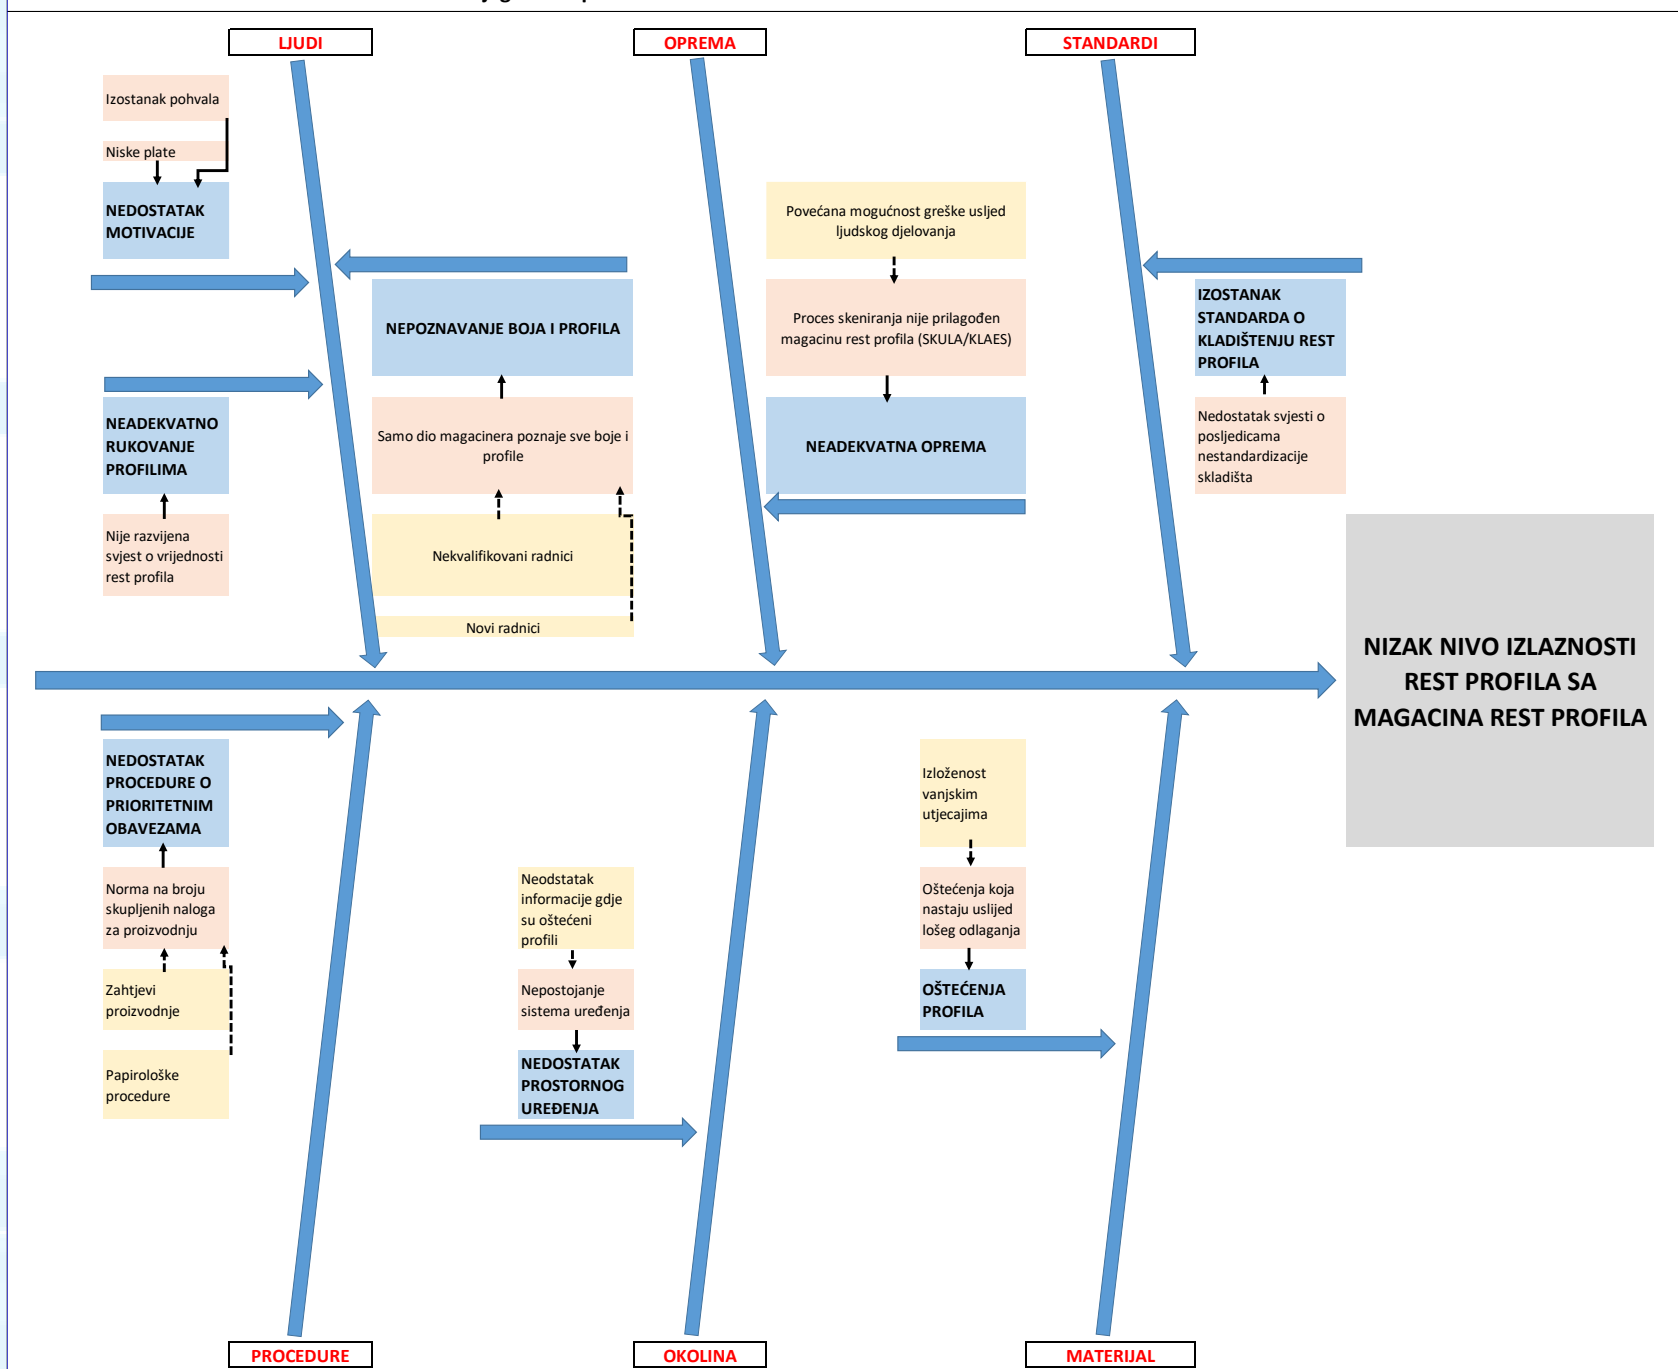 LJUDI
OPREMA
STANDARDI
Izostanak pohvala
Niske plate
NEDOSTATAK
MOTIVACIJE
NEPOZNAVANJE BOJA I PROFILA
Samo dio magacinera poznaje sve boje i
profile
Nekvalifikovani radnici
Novi radnici
NEADEKVATNO
RUKOVANJE
PROFILIMA
Nije razvijena
svjest o vrijednosti
rest profila
Povećana mogućnost greške usljed
ljudskog djelovanja
Proces skeniranja nije prilagođen
magacinu rest profila (SKULA/KLAES)
NEADEKVATNA OPREMA
IZOSTANAK
STANDARDA O
KLADIŠTENJU REST
PROFILA
Nedostatak svjesti o
posljedicama
nestandardizacije
skladišta
NIZAK NIVO IZLAZNOSTI
REST PROFILA SA
MAGACINA REST PROFILA
NEDOSTATAK
PROCEDURE O
PRIORITETNIM
OBAVEZAMA
Norma na broju
skupljenih naloga
za proizvodnju
Zahtjevi
proizvodnje
Papirološke
procedure
Neodstatak
informacije gdje
su oštećeni
profili
Nepostojanje
sistema uređenja
NEDOSTATAK
PROSTORNOG
UREĐENJA
Izloženost
vanjskim
utjecajima
Oštećenja koja
nastaju uslijed
lošeg odlaganja
OŠTEĆENJA
PROFILA
PROCEDURE
OKOLINA
MATERIJAL